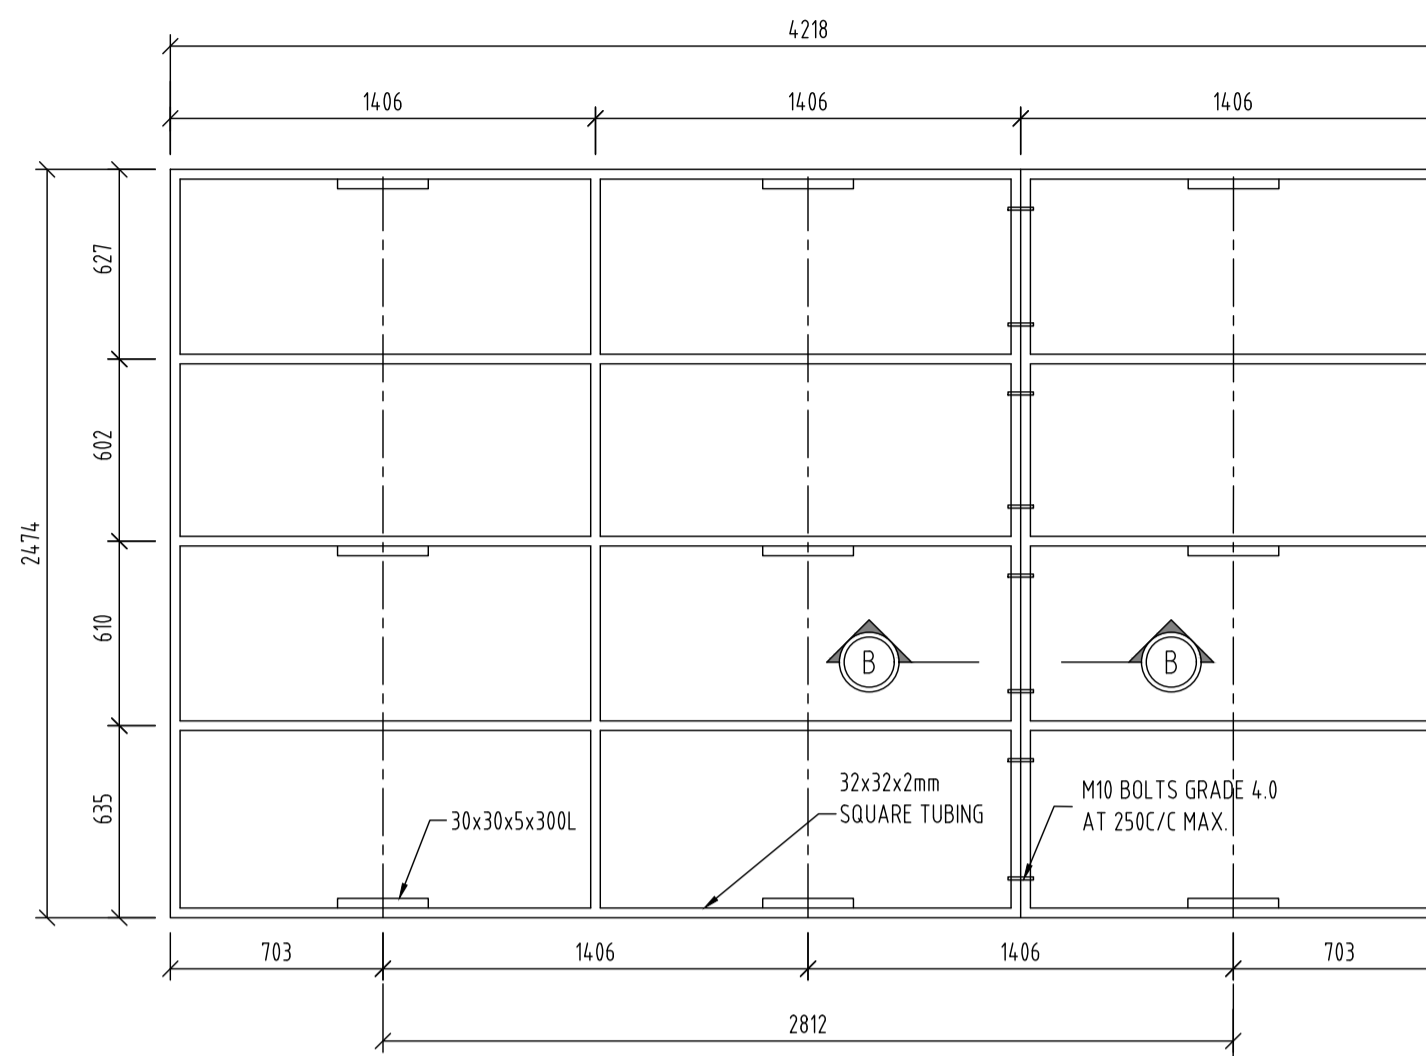 4218
1406
1406
1406
627
602
2474
610
B
B
635
32x32x2mm
SQUARE TUBING
M10 BOLTS GRADE 4.0
AT 250C/C MAX.
30x30x5x300L
703
1406
1406
703
2812